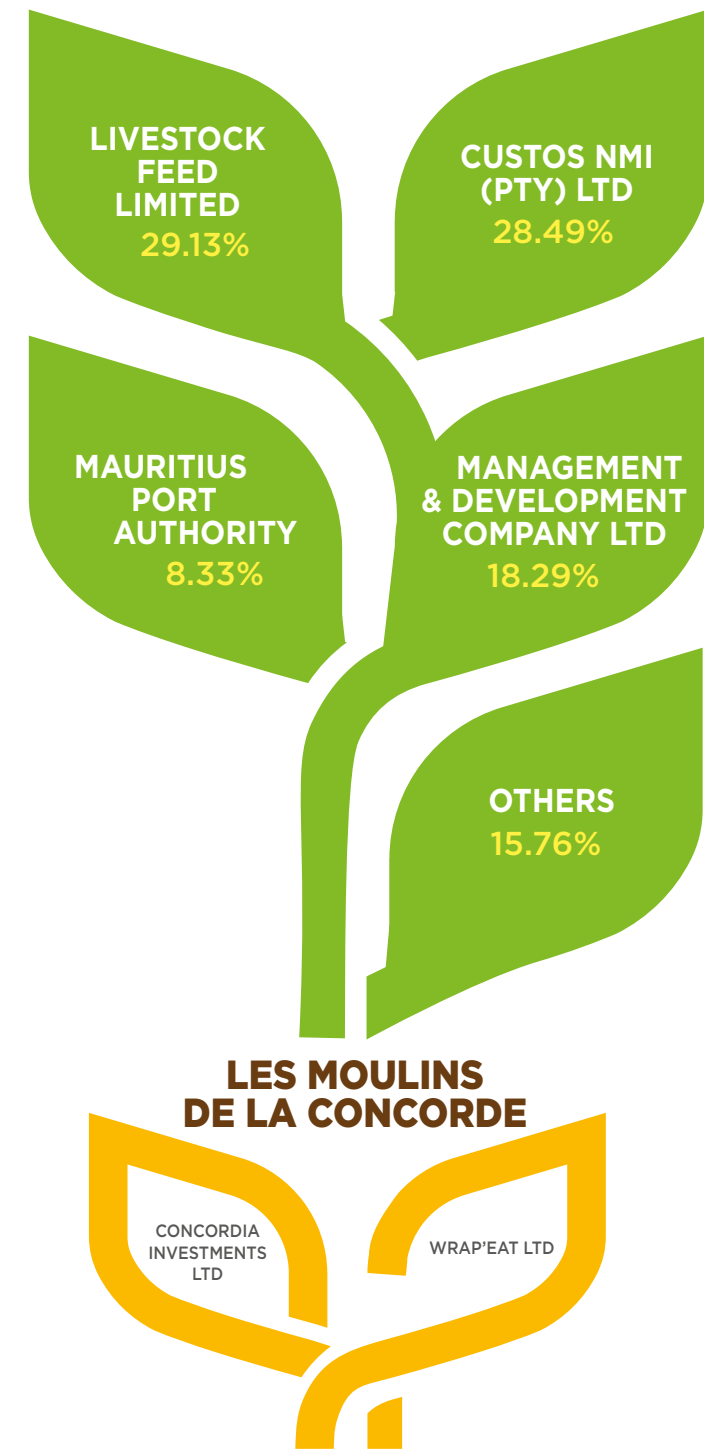 LIVESTOCK
FEED
LIMITED
29.13%
CUSTOS NMI
(PTY) LTD
28.49%
MAURITIUS
PORT
AUTHORITY
8.33%
MANAGEMENT
& DEVELOPMENT
COMPANY LTD
18.29%
OTHERS
15.76%
LES MOULINS
DE LA CONCORDE
CONCORDIA
INVESTMENTS
LTD
WRAP’EAT LTD